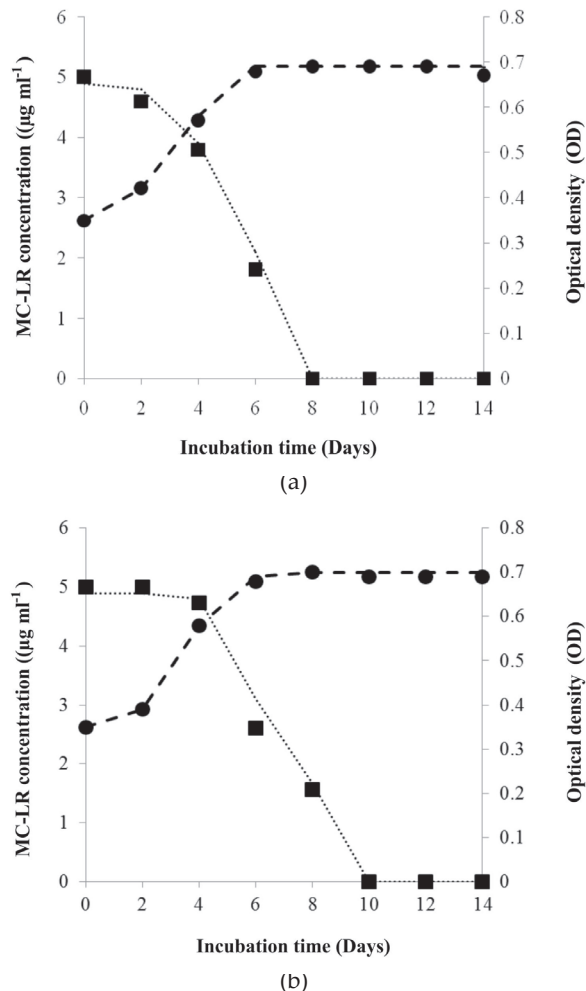 6 5 4 3 2 1 0
MC-LR concentration ((µg ml-1 )
0.8 0.7 0.6 0.5 0.4 0.3 0.2 0.1 0
Optical density (OD)
0 2 4 6 8 10 12 14
Incubation time (Days)
(a)
6 5 4 3 2 1 0
MC-LR concentration ((µg ml-1 )
0.8 0.7 0.6 0.5 0.4 0.3 0.2 0.1 0
Optical density (OD)
0 2 4 6 8 10 12 14
Incubation time (Days)
(b)